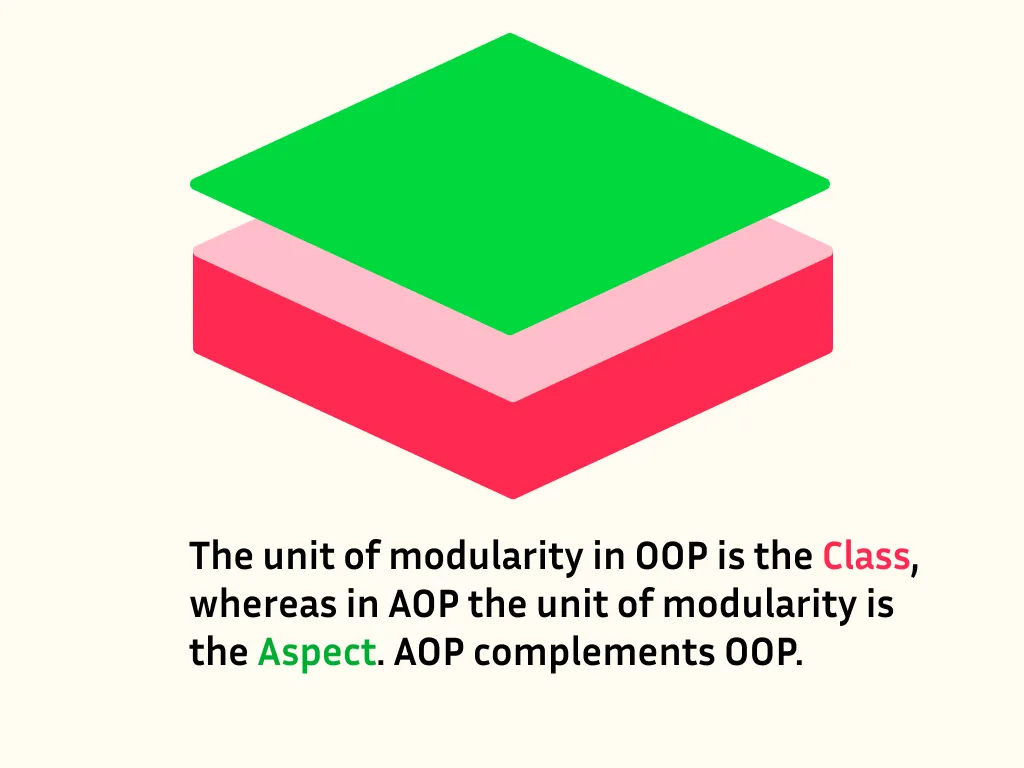 The unit of modularity in OOP is the Class,
whereas in AOP the unit of modularity is
the Aspect. AOP complements OOP.